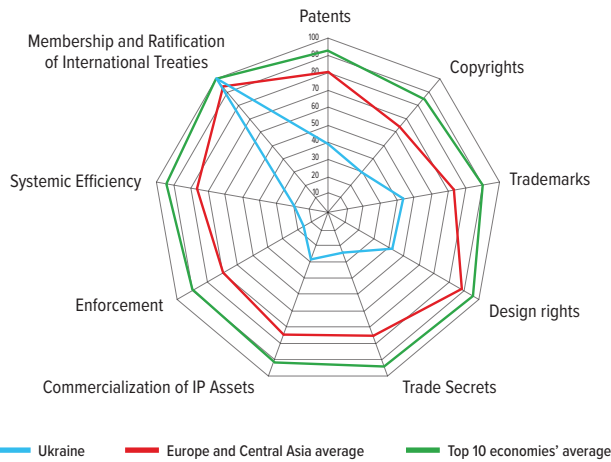 Patents
Membership and Ratification
of International Treaties
Copyrights
Systemic Efficiency
Trademarks
Enforcement
Design rights
Commercialization of IP Assets
Trade Secrets
100
90
80
70
60
50
40
30
20
10
Ukraine
Europe and Central Asia average
Top 10 economies' average